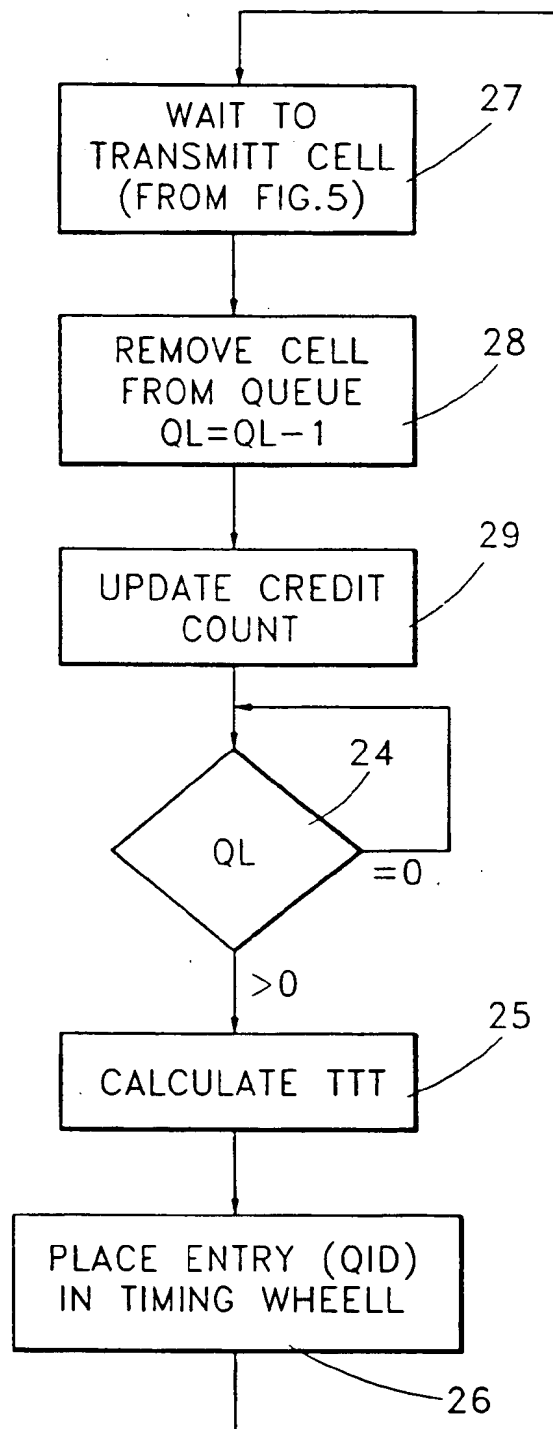 27
WAIT TO
TRANSMITT CELL
(FROM FIG.5)
28
REMOVE CELL
FROM QUEUE
QL=QL-1
29
UPDATE CREDIT
COUNT
24
QL
=0
>0
25
CALCULATE TTT
PLACE ENTRY (QID)
IN TIMING WHEELL
26